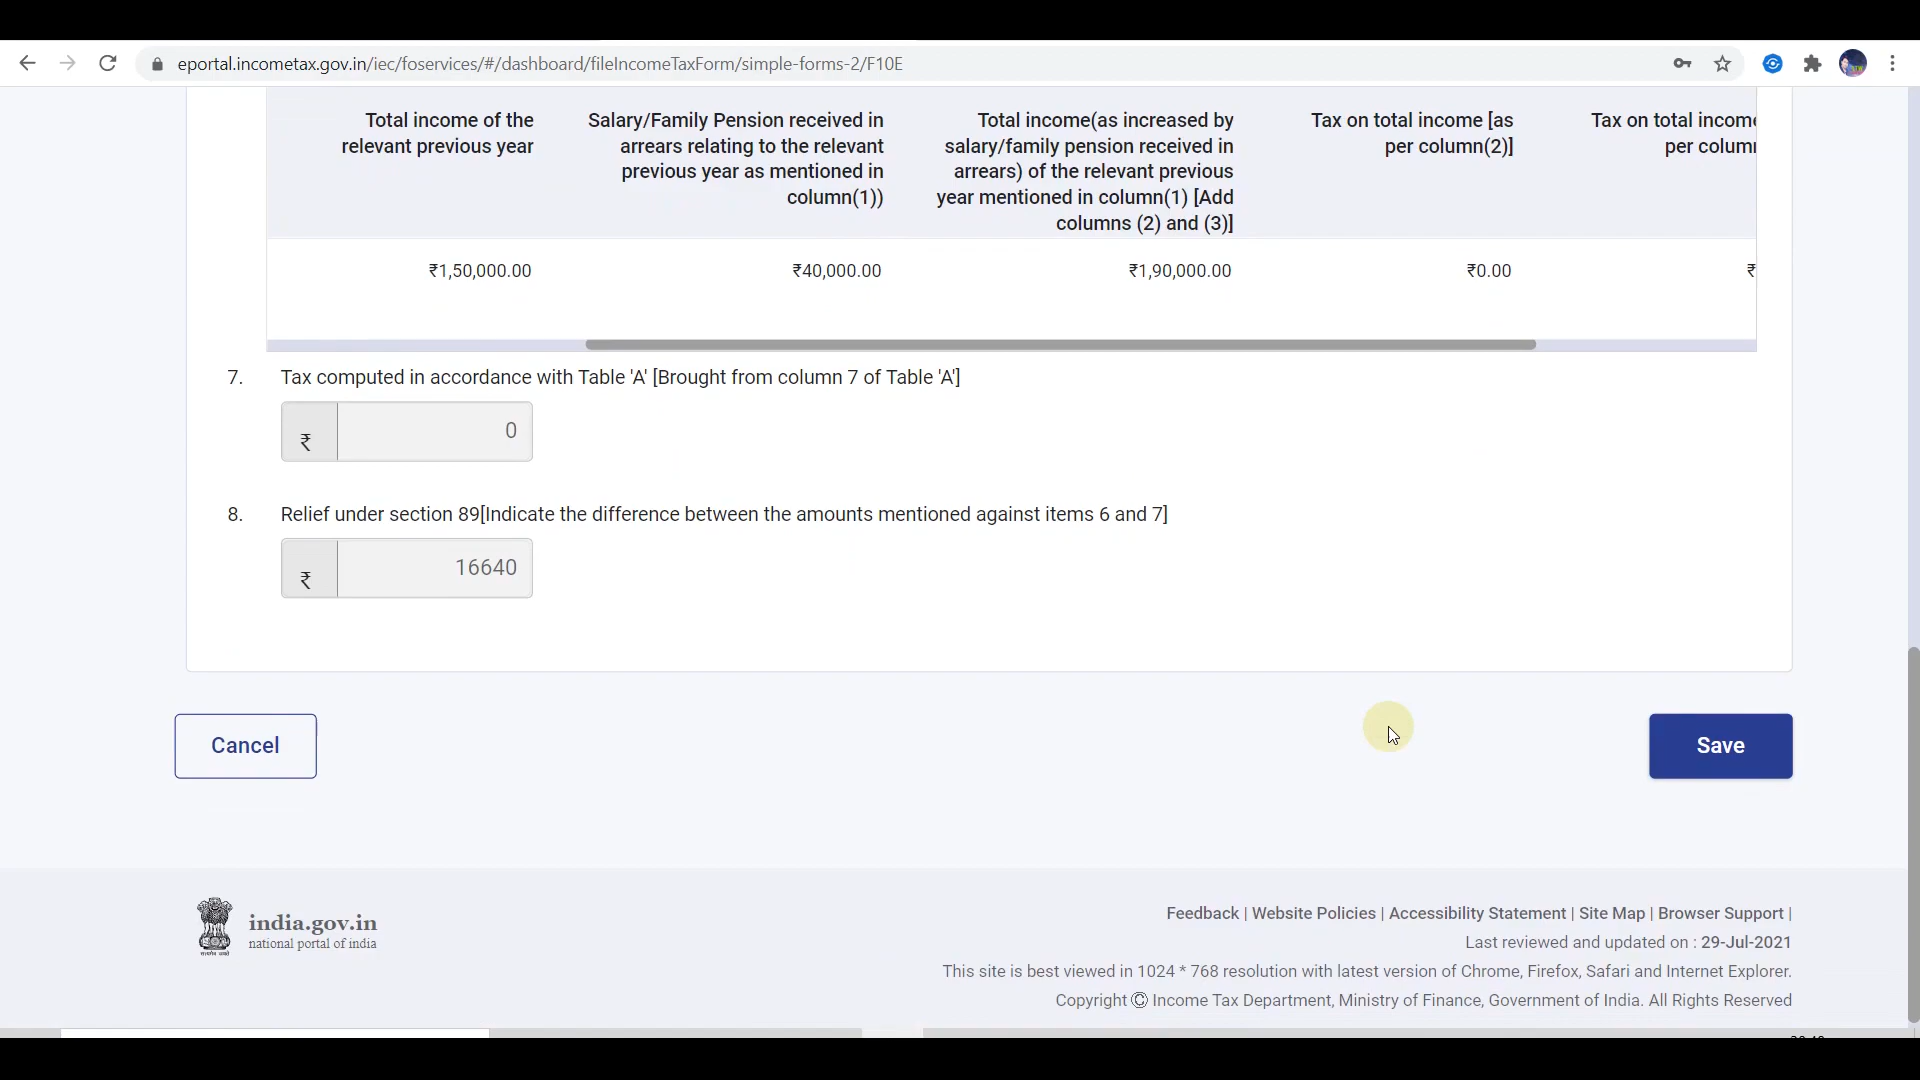 eportal.incometax.gov.in/iec/foservices/#/dashboard/fileIncomeTaxForm/simple-forms-2/F10E
Total income of the
relevant previous year
Salary/Family Pension received in
arrears relating to the relevant
previous year as mentioned in
column(1))
Total income(as increased by
salary/family pension received in
arrears) of the relevant previous
year mentioned in column(1) [Add
columns (2) and (3)]
Tax on total income [as
per column(2)]
Tax on total income
per colum
₹1,50,000.00
₹40,000.00
₹1,90,000.00
₹0.00
₹
7. Tax computed in accordance with Table 'A' [Brought from column 7 of Table 'A']
₹ 0
8. Relief under section 89[Indicate the difference between the amounts mentioned against items 6 and 7]
₹ 16640
Cancel
Save
सत्यमेव जयते
india.gov.in
national portal of india
Feedback | Website Policies | Accessibility Statement | Site Map | Browser Support |
Last reviewed and updated on : 29-Jul-2021
This site is best viewed in 1024 * 768 resolution with latest version of Chrome, Firefox, Safari and Internet Explorer.
Copyright © Income Tax Department, Ministry of Finance, Government of India. All Rights Reserved